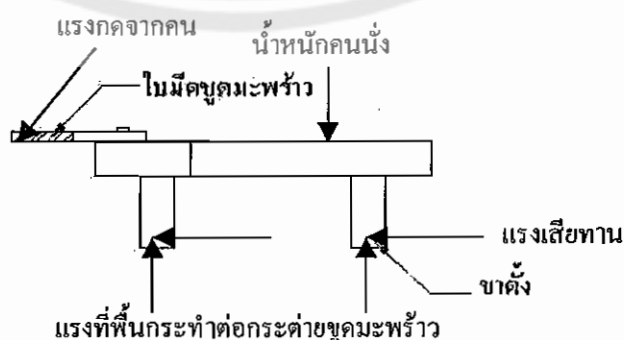 แรงกดจากคน
น้ำหนักคนนั่ง
ใบมีดขูดมะพร้าว
แรงเสียทาน
ขาตั้ง
แรงที่พื้นกระทำต่อกระต่ายขูดมะพร้าว